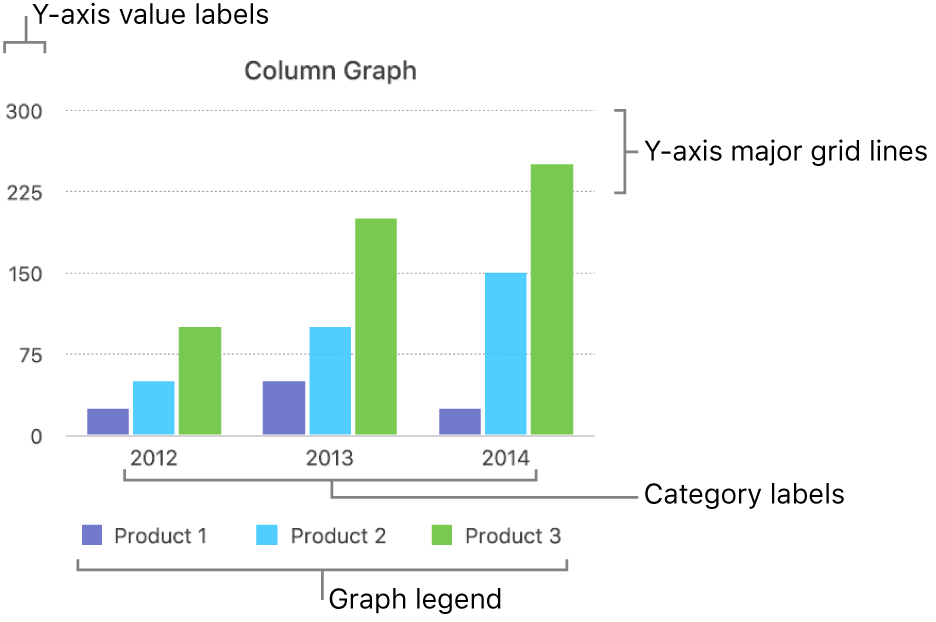 Y-axis value labels
Column Graph
300
Y-axis major grid lines
225
150
75
0
2012 2013 2014
Category labels
Product 1 Product 2 Product 3
Graph legend